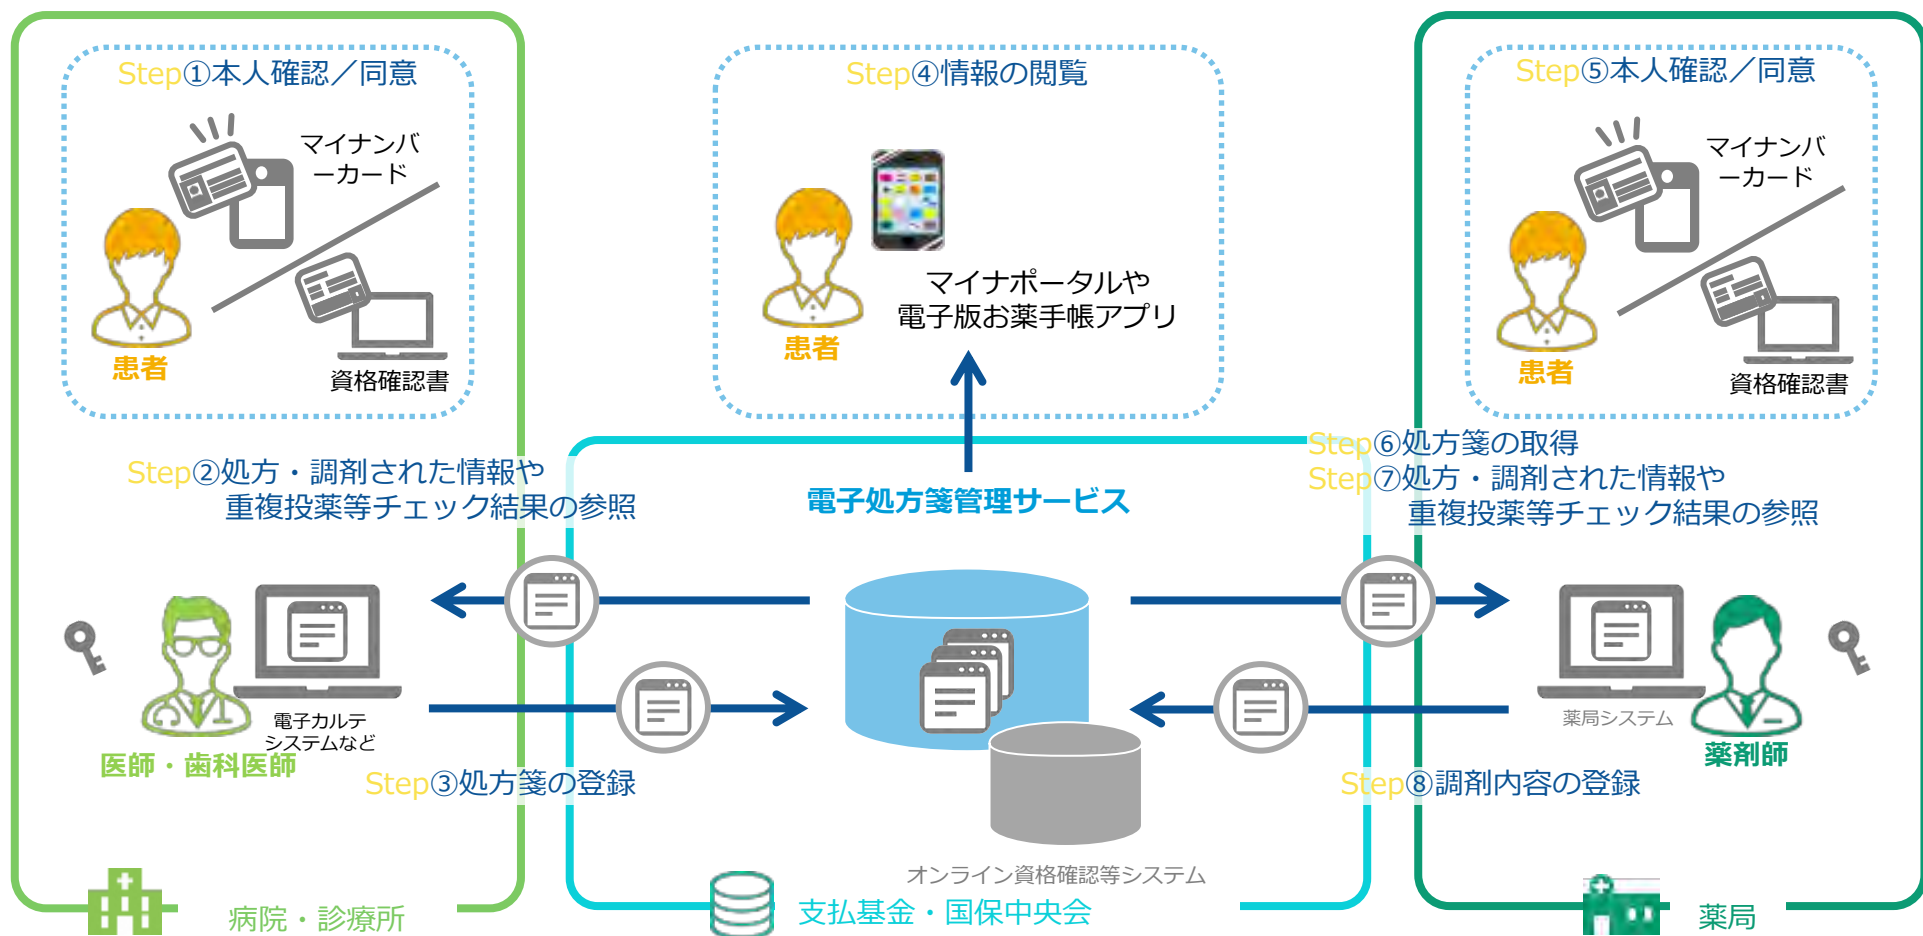 Step①本人確認／同意
マイナンバ
ーカード
患者
資格確認書
Step②処方・調剤された情報や
重複投薬等チェック結果の参照
電子カルテ
システムなど
医師・歯科医師
Step③処方箋の登録
病院・診療所
Step④情報の閲覧
マイナポータルや
電子版お薬手帳アプリ
患者
電子処方箋管理サービス
オンライン資格確認等システム
支払基金・国保中央会
Step⑤本人確認／同意
マイナンバ
ーカード
患者
資格確認書
Step⑥処方箋の取得
Step⑦処方・調剤された情報や
重複投薬等チェック結果の参照
薬局システム
薬剤師
Step⑧調剤内容の登録
薬局